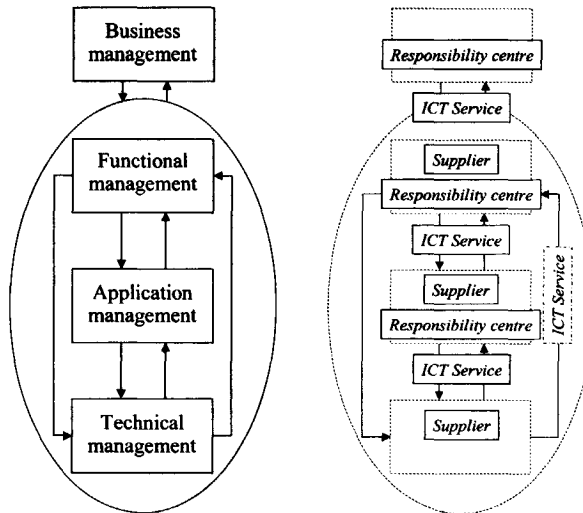 Business
management
Functional
management
Application
management
Technical
management
Responsibility centre
ICT Service
Supplier
Responsibility centre
ICT Service
Supplier
Responsibility centre
ICT Service
Supplier
ICT Service